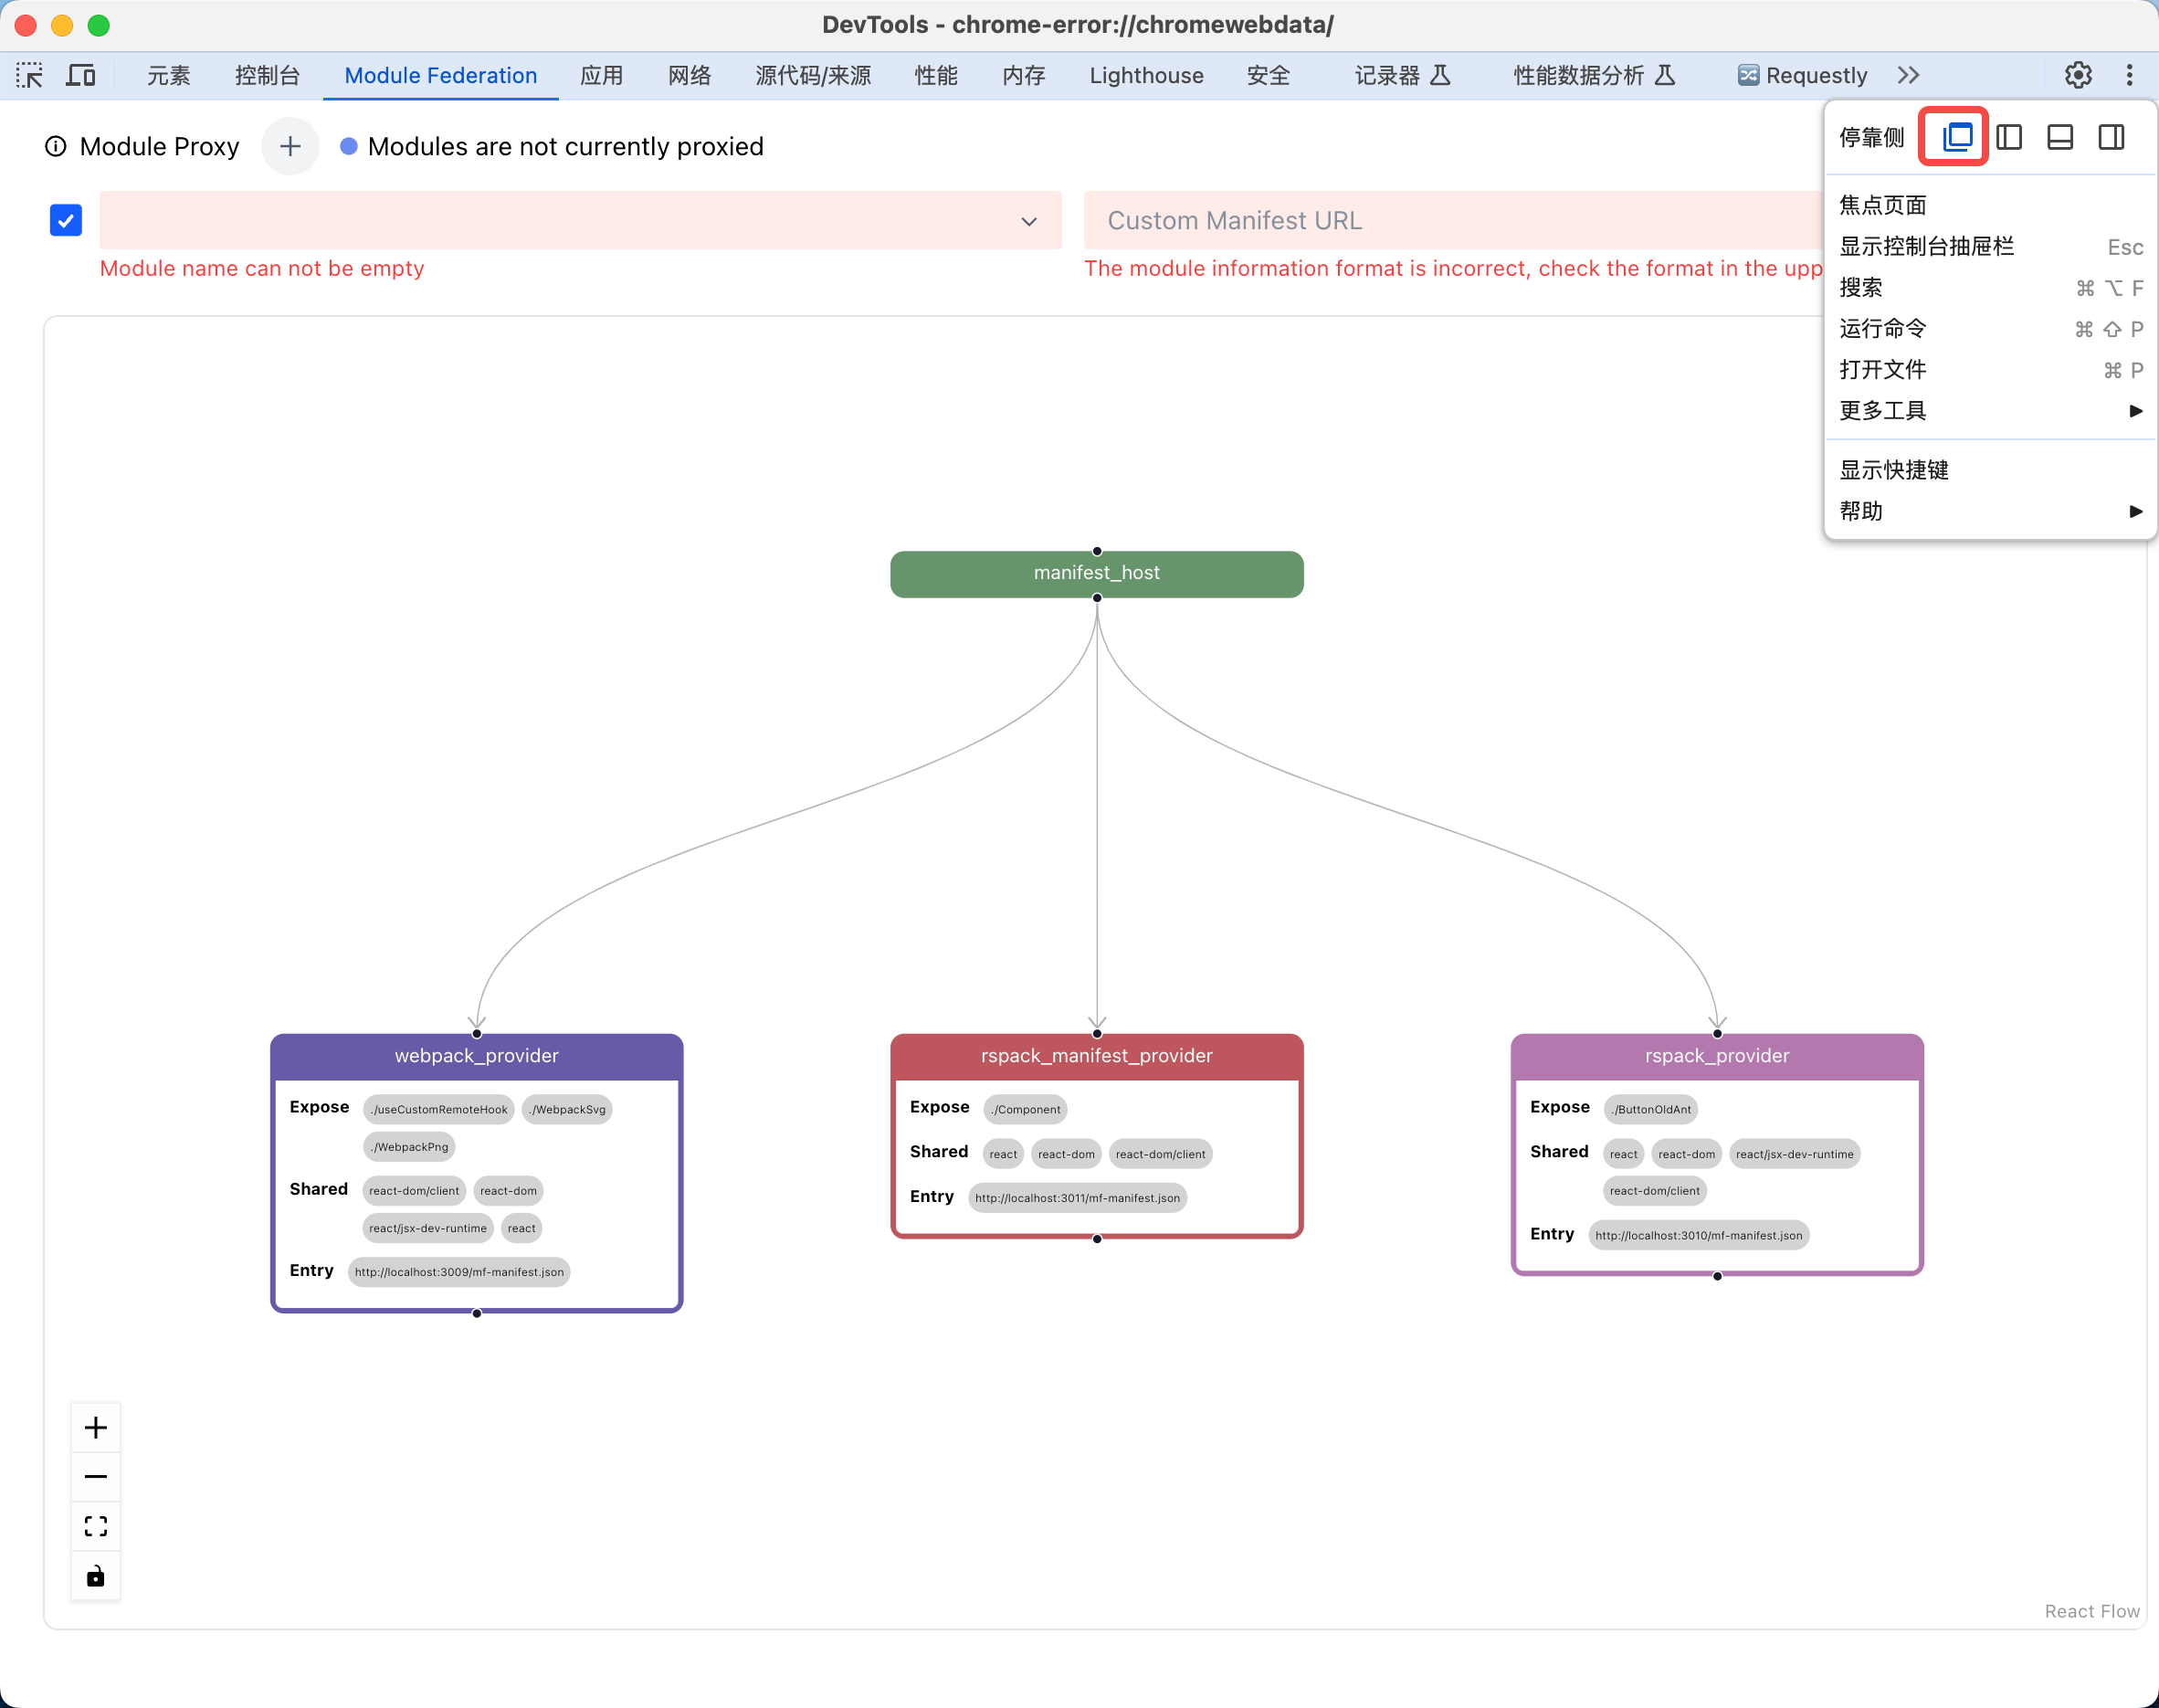 DevTools - chrome-error://chromewebdata/
元素 控制台 Module Federation 应用 网络 源代码/来源 性能 内存 Lighthouse 安全 记录器 性能数据分析 Requestly
Module Proxy
Modules are not currently proxied
Custom Manifest URL
Module name can not be empty
The module information format is incorrect, check the format in the upp
停靠侧
焦点页面
显示控制台抽屉栏 Esc
搜索 ⌘ ⌥ F
运行命令 ⌘ ⇧ P
打开文件 ⌘ P
更多工具
显示快捷键
帮助
manifest_host
webpack_provider
Expose ./useCustomRemoteHook ./WebpackSvg
./WebpackPng
Shared react-dom/client react-dom
react/jsx-dev-runtime react
Entry http://localhost:3009/mf-manifest.json
rspack_manifest_provider
Expose ./Component
Shared react react-dom react-dom/client
Entry http://localhost:3011/mf-manifest.json
rspack_provider
Expose ./ButtonOldAnt
Shared react react-dom react/jsx-dev-runtime
react-dom/client
Entry http://localhost:3010/mf-manifest.json
React Flow